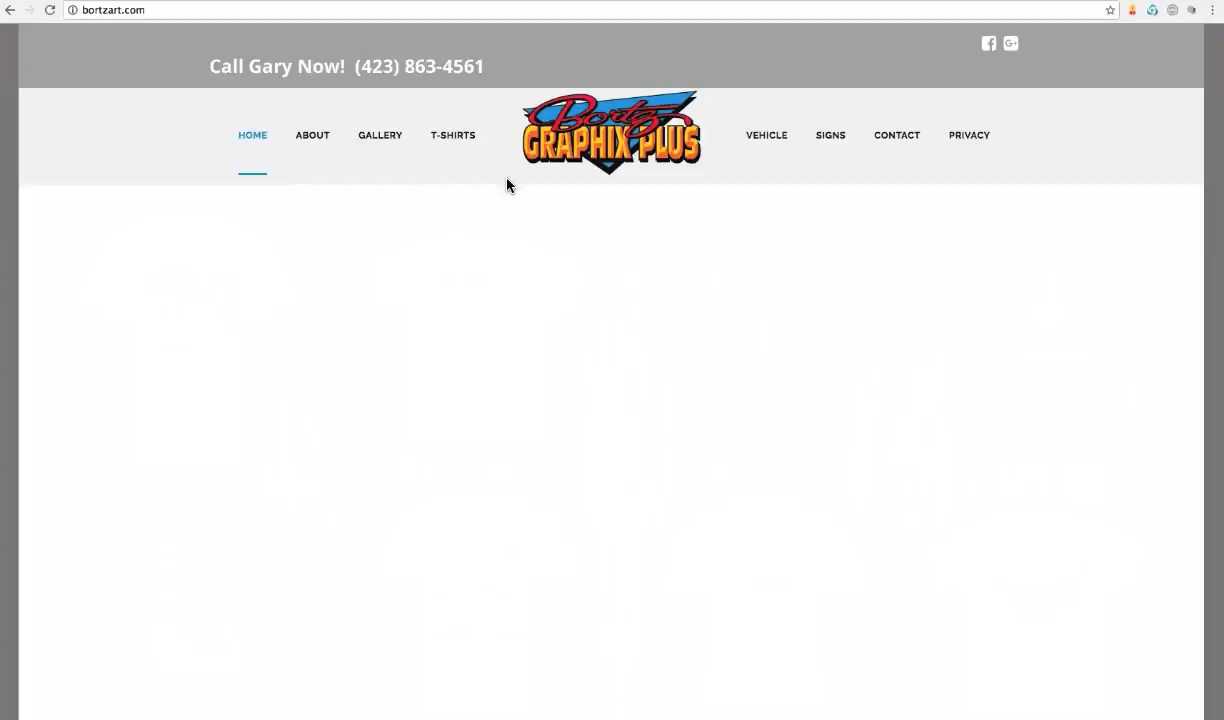 bortzart.com
Call Gary Now! (423) 863-4561
HOME ABOUT GALLERY T-SHIRTS
Bortz
GRAPHIX PLUS
VEHICLE SIGNS CONTACT PRIVACY